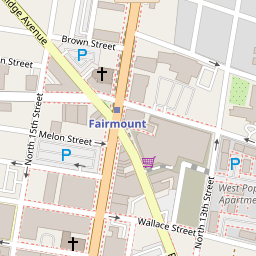 idge Avenue
Brown Street
P
n Street
Fairmount
North 15th Street
Melon Street
P
P
West Pop
Apartme
North 13th Street
Wallace Street
P